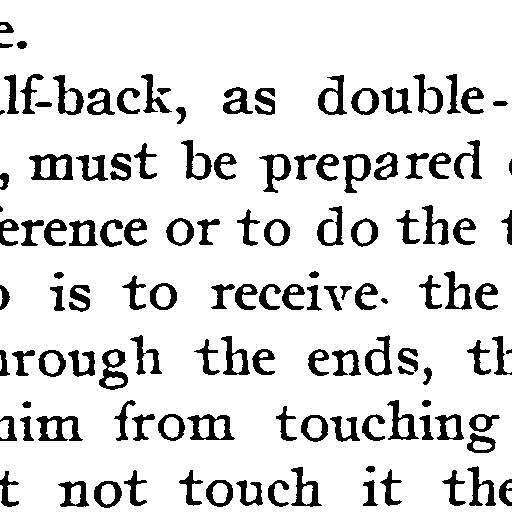 e.
lf-back, as double-
, must be prepared
erence or to do the t
o is to receive. the
rough the ends, th
him from touching
t not touch it the